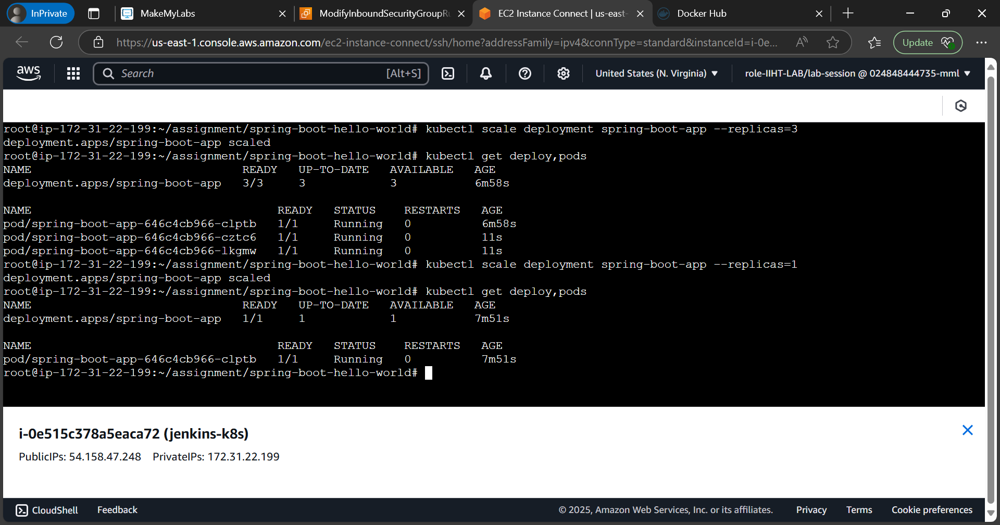 InPrivate
MakeMyLabs
ModifyInboundSecurityGroupRu
EC2 Instance Connect | us-east-
Docker Hub
https://us-east-1.console.aws.amazon.com/ec2-instance-connect/ssh/home?addressFamily=ipv4&connType=standard&instanceId=i-0e...
Update
aws
Search
[Alt+S]
United States (N. Virginia)
role-IIHT-LAB/lab-session @ 024848444735-mml
root@ip-172-31-22-199:~/assignment/spring-boot-hello-world# kubectl scale deployment spring-boot-app --replicas=3
deployment.apps/spring-boot-app scaled
root@ip-172-31-22-199:~/assignment/spring-boot-hello-world# kubectl get deploy,pods
NAME READY UP-TO-DATE AVAILABLE AGE
deployment.apps/spring-boot-app 3/3 3 3 6m58s
NAME READY STATUS RESTARTS AGE
pod/spring-boot-app-646c4cb966-clptb 1/1 Running 0 6m58s
pod/spring-boot-app-646c4cb966-cztc6 1/1 Running 0 11s
pod/spring-boot-app-646c4cb966-lkgmw 1/1 Running 0 11s
root@ip-172-31-22-199:~/assignment/spring-boot-hello-world# kubectl scale deployment spring-boot-app --replicas=1
deployment.apps/spring-boot-app scaled
root@ip-172-31-22-199:~/assignment/spring-boot-hello-world# kubectl get deploy,pods
NAME READY UP-TO-DATE AVAILABLE AGE
deployment.apps/spring-boot-app 1/1 1 1 7m51s
NAME READY STATUS RESTARTS AGE
pod/spring-boot-app-646c4cb966-clptb 1/1 Running 0 7m51s
root@ip-172-31-22-199:~/assignment/spring-boot-hello-world#
i-0e515c378a5eaca72 (jenkins-k8s)
PublicIPs: 54.158.47.248 PrivateIPs: 172.31.22.199
CloudShell
Feedback
© 2025, Amazon Web Services, Inc. or its affiliates.
Privacy
Terms
Cookie preferences